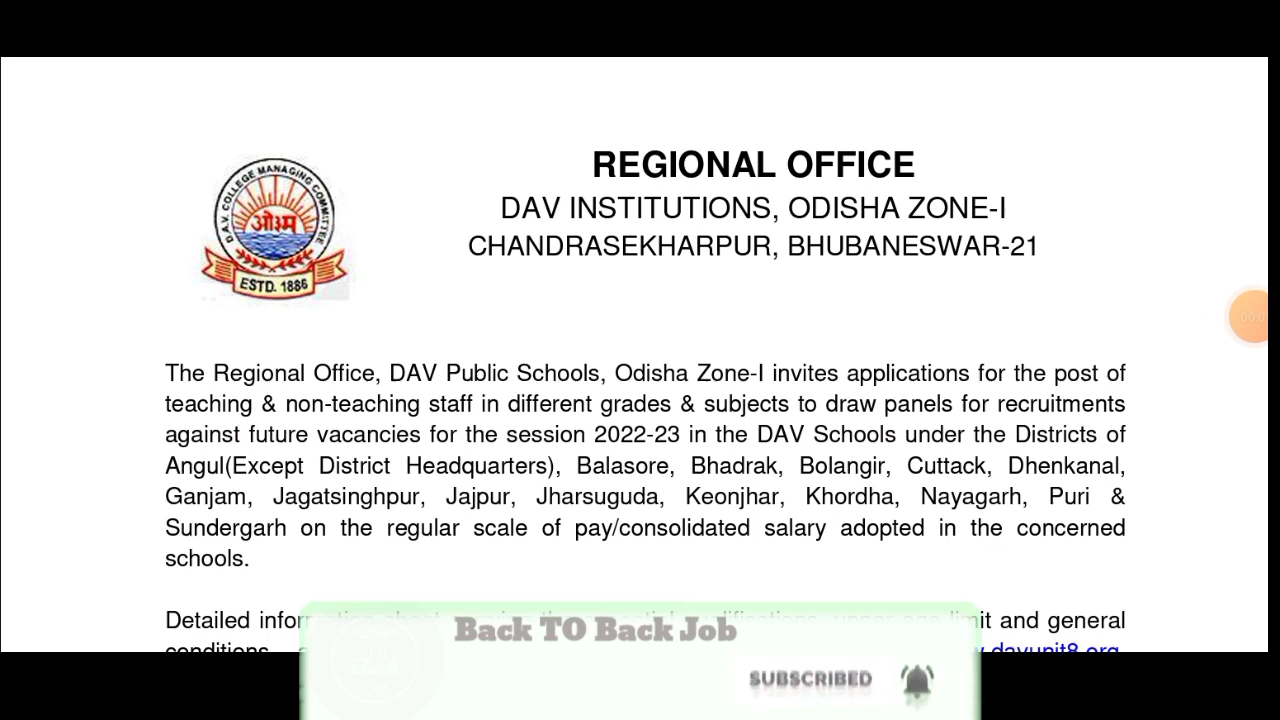 REGIONAL OFFICE
DAV INSTITUTIONS, ODISHA ZONE-I
CHANDRASEKHARPUR, BHUBANESWAR-21
D.A.V. COLLEGE MANAGING COMMITTEE
ओ३म्
ESTD. 1886
The Regional Office, DAV Public Schools, Odisha Zone-I invites applications for the post of
teaching & non-teaching staff in different grades & subjects to draw panels for recruitments
against future vacancies for the session 2022-23 in the DAV Schools under the Districts of
Angul(Except District Headquarters), Balasore, Bhadrak, Bolangir, Cuttack, Dhenkanal,
Ganjam, Jagatsinghpur, Jajpur, Jharsuguda, Keonjhar, Khordha, Nayagarh, Puri &
Sundergarh on the regular scale of pay/consolidated salary adopted in the concerned
schools.
Detailed limit and general
conditions
Back TO Back Job
Back
SUBSCRIBED